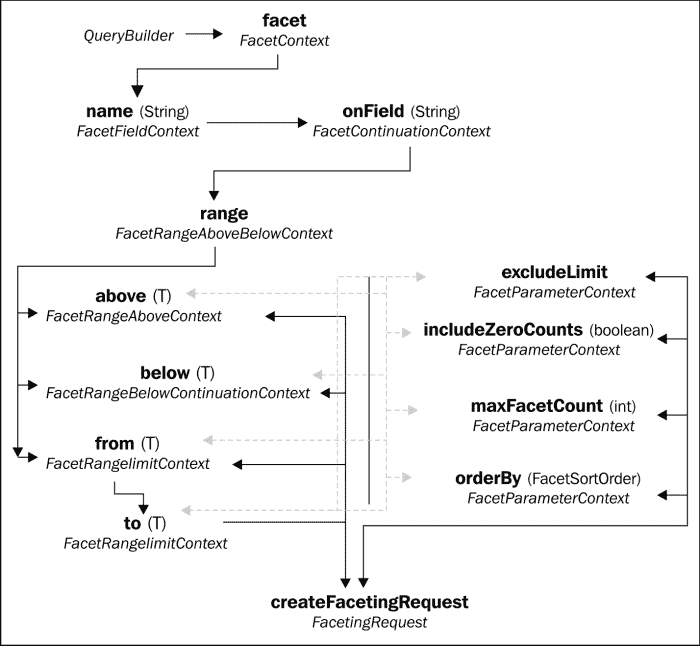 facet
QueryBuilder
FacetContext
name (String)
FacetFieldContext
onField (String)
FacetContinuationContext
range
FacetRangeAboveBelowContext
above (T)
FacetRangeAboveContext
below (T)
FacetRangeBelowContinuationContext
from (T)
FacetRangelimitContext
to (T)
FacetRangelimitContext
excludeLimit
FacetParameterContext
includeZeroCounts (boolean)
FacetParameterContext
maxFacetCount (int)
FacetParameterContext
orderBy (FacetSortOrder)
FacetParameterContext
createFacetingRequest
FacetingRequest